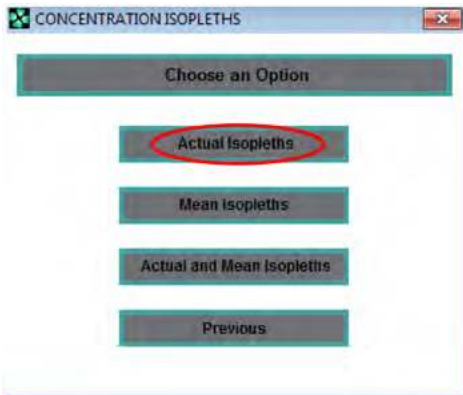 CONCENTRATION ISOPLETHS
Choose an Option
Actual Isopleths
Mean Isopleths
Actual and Mean Isopleths
Previous